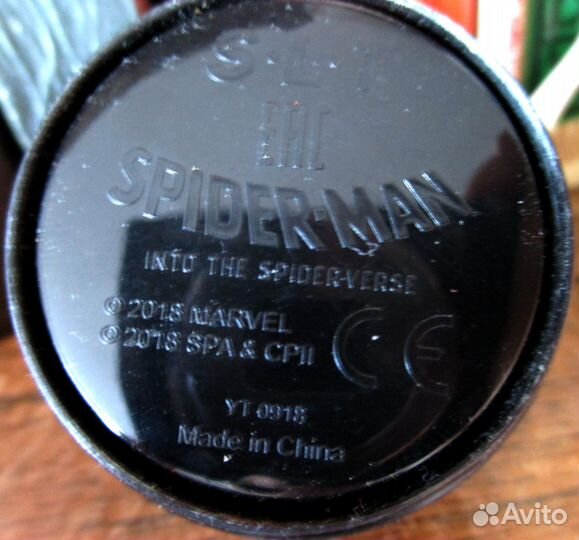 S·L·T
EAC
SPIDER-MAN
INTO THE SPIDER-VERSE
© 2018 MARVEL
© 2018 SPA & CPII
CE
YT 0918
Made in China
Avito